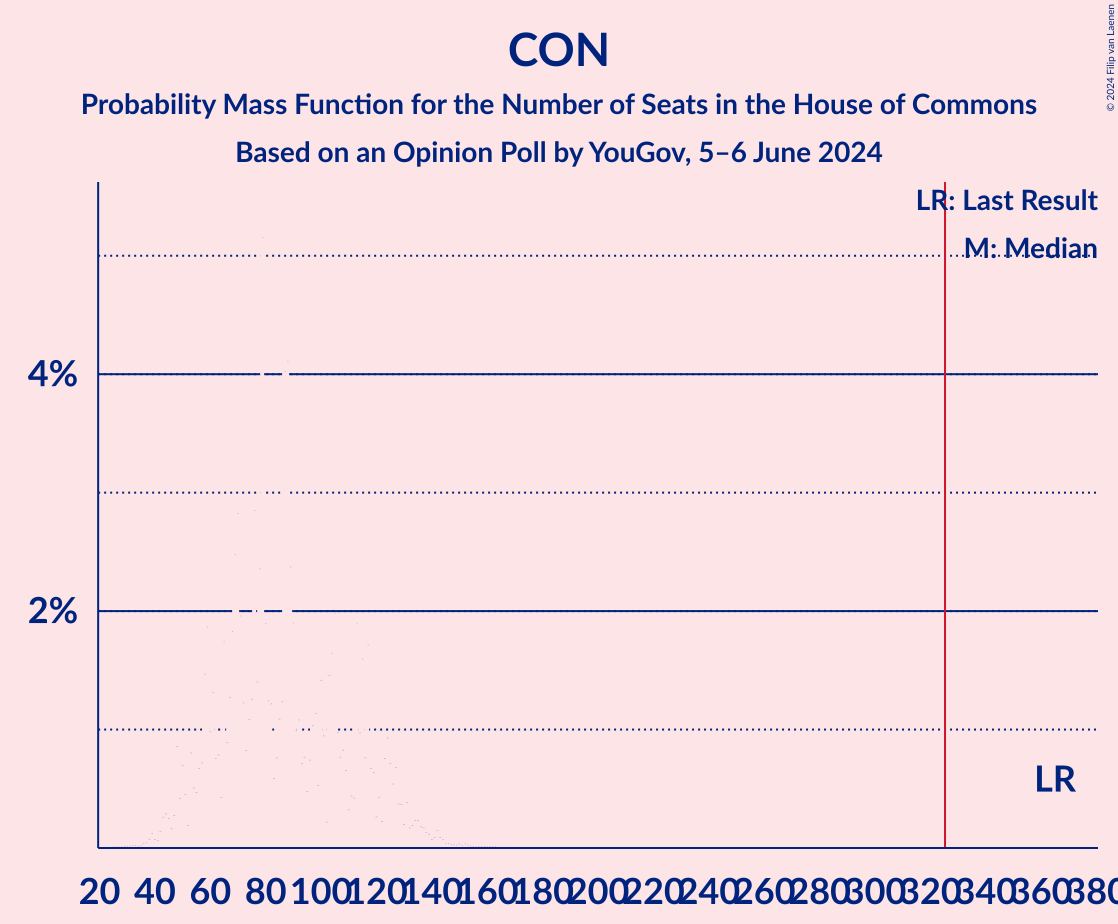 CON
Probability Mass Function for the Number of Seats in the House of Commons
Based on an Opinion Poll by YouGov, 5–6 June 2024
© 2024 Filip van Laenen
LR: Last Result
M: Median
4%
2%
LR
20 40 60 80 100 120 140 160 180 200 220 240 260 280 300 320 340 360 380